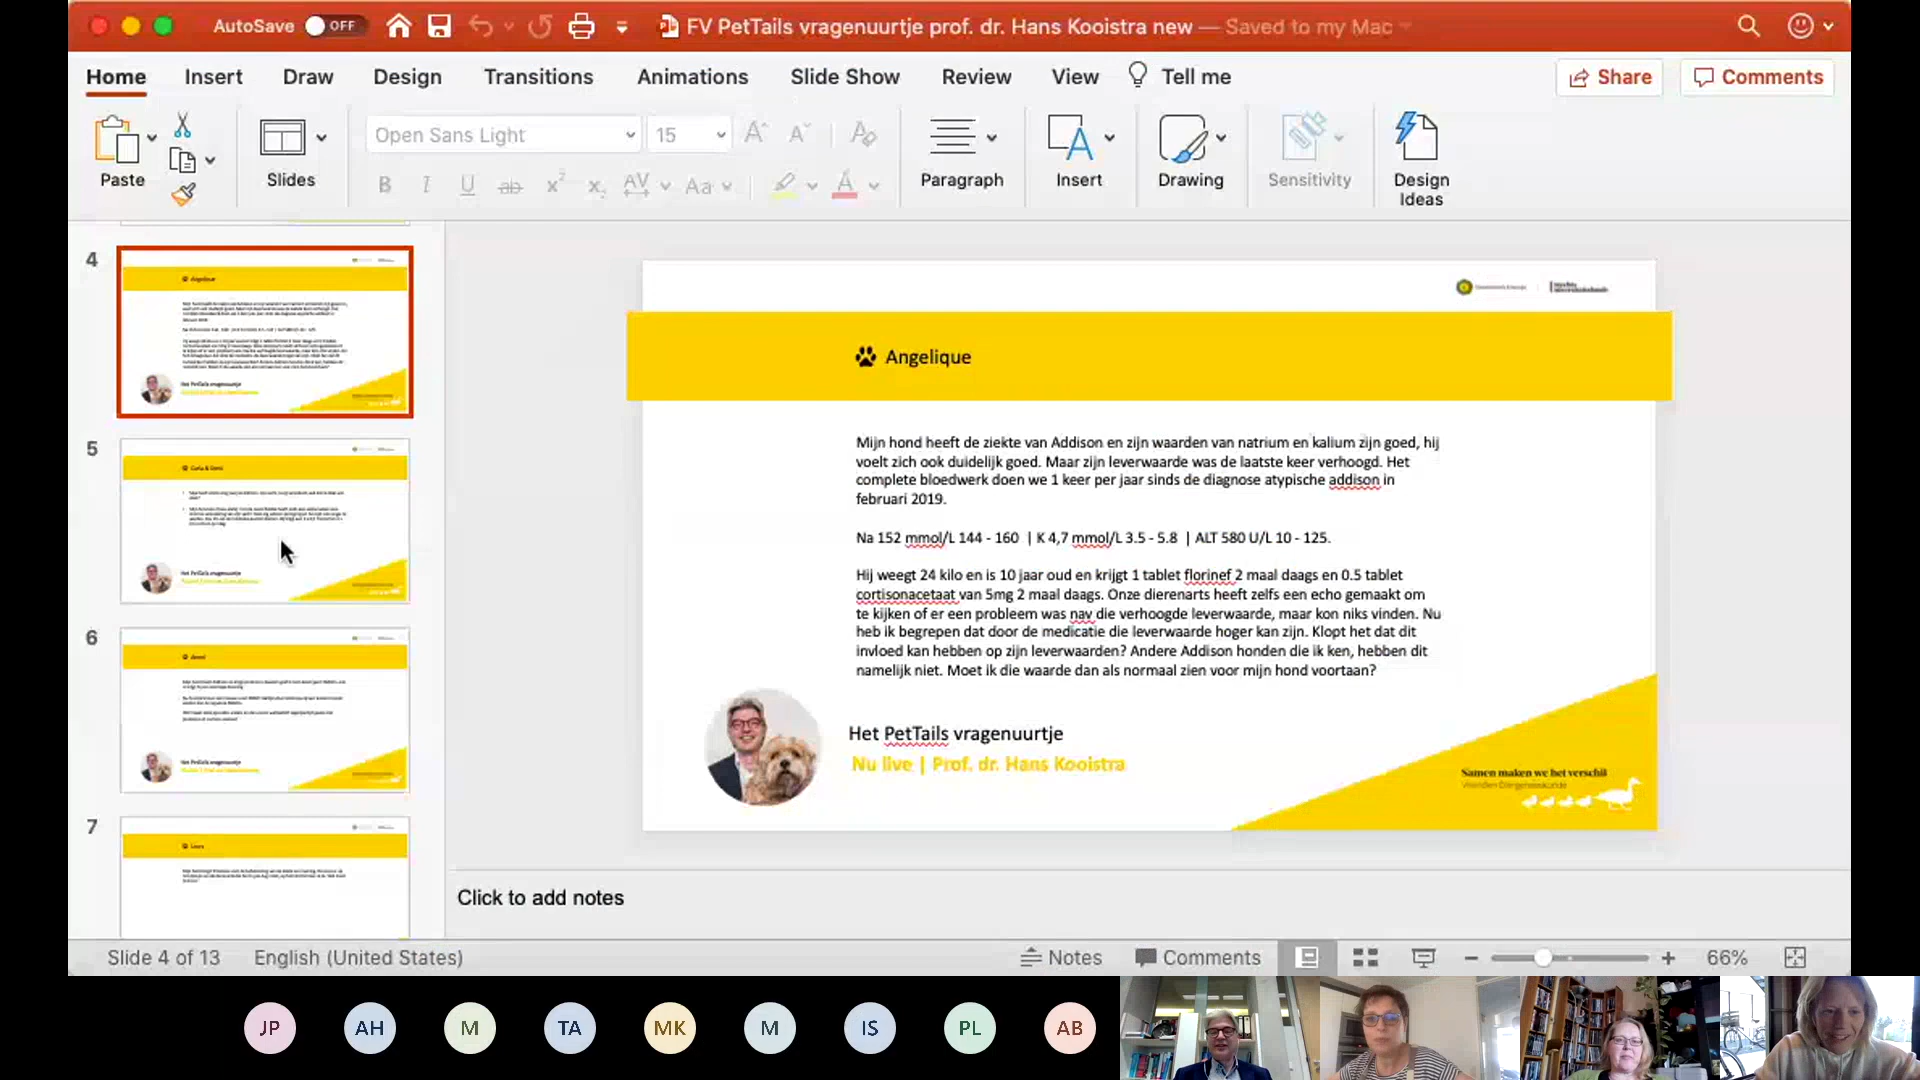 AutoSave OFF
FV PetTails vragenuurtje prof. dr. Hans Kooistra new — Saved to my Mac
Home Insert Draw Design Transitions Animations Slide Show Review View Tell me Share Comments
Open Sans Light 15
Paste Slides Paragraph Insert Drawing Sensitivity Design
Ideas
4
5
6
7
Angelique
Mijn hond heeft de ziekte van Addison en zijn waarden van natrium en kalium zijn goed, hij
voelt zich ook duidelijk goed. Maar zijn leverwaarde was de laatste keer verhoogd. Het
complete bloedwerk doen we 1 keer per jaar sinds de diagnose atypische addison in
februari 2019.
Na 152 mmol/L 144 - 160 | K 4,7 mmol/L 3.5 - 5.8 | ALT 580 U/L 10 - 125.
Hij weegt 24 kilo en is 10 jaar oud en krijgt 1 tablet florinef 2 maal daags en 0.5 tablet
cortisonacetaat van 5mg 2 maal daags. Onze dierenarts heeft zelfs een echo gemaakt om
te kijken of er een probleem was nav die verhoogde leverwaarde, maar kon niks vinden. Nu
heb ik begrepen dat door de medicatie die leverwaarde hoger kan zijn. Klopt het dat dit
invloed kan hebben op zijn leverwaarden? Andere Addison honden die ik ken, hebben dit
namelijk niet. Moet ik die waarde dan als normaal zien voor mijn hond voortaan?
Het PetTails vragenuurtje
Nu live | Prof. dr. Hans Kooistra
Samen maken we het verschil
Vrienden Diergeneeskunde
Click to add notes
Slide 4 of 13 English (United States) Notes Comments 66%
JP AH M TA MK M IS PL AB